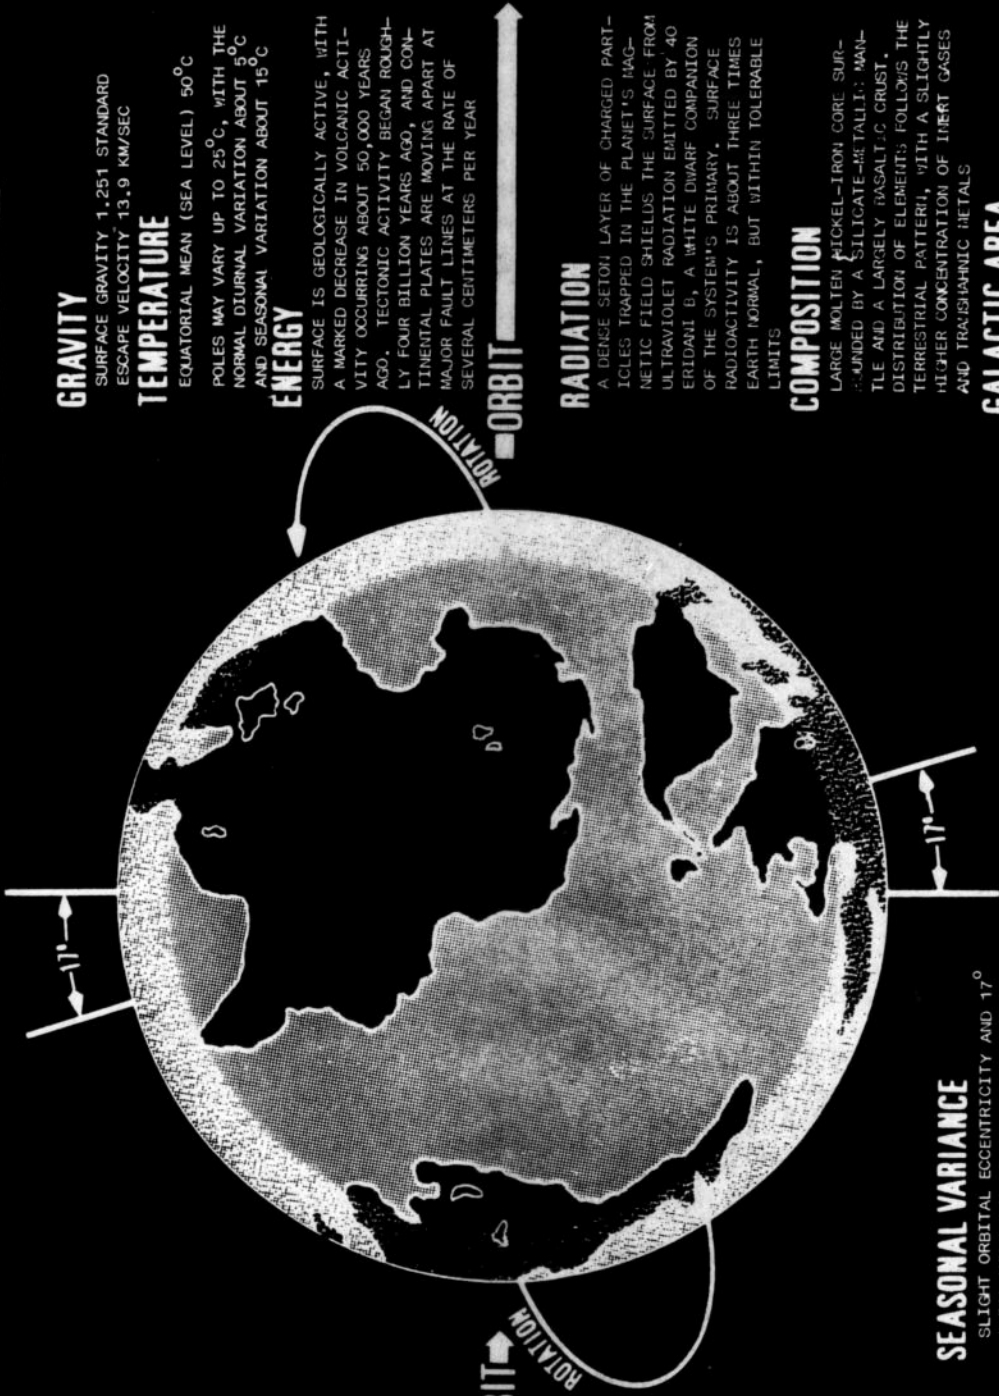 GRAVITY
SURFACE GRAVITY 1.251 STANDARD
ESCAPE VELOCITY 13.9 KM/SEC
TEMPERATURE
EQUATORIAL MEAN (SEA LEVEL) 50°C
POLES MAY VARY UP TO 25°C, WITH THE
NORMAL DIURNAL VARIATION ABOUT 5°C
AND SEASONAL VARIATION ABOUT 15°C
ENERGY
SURFACE IS GEOLOGICALLY ACTIVE, WITH
A MARKED DECREASE IN VOLCANIC ACTI-
VITY OCCURRING ABOUT 50,000 YEARS
AGO. TECTONIC ACTIVITY BEGAN ROUGH-
LY FOUR BILLION YEARS AGO, AND CON-
TINENTAL PLATES ARE MOVING APART AT
MAJOR FAULT LINES AT THE RATE OF
SEVERAL CENTIMETERS PER YEAR
ORBIT
RADIATION
A DENSE SETON LAYER OF CHARGED PART-
ICLES TRAPPED IN THE PLANET'S MAG-
NETIC FIELD SHIELDS THE SURFACE FROM
ULTRAVIOLET RADIATION EMITTED BY 40
ERIDANI B, A WHITE DWARF COMPANION
OF THE SYSTEM'S PRIMARY. SURFACE
RADIOACTIVITY IS ABOUT THREE TIMES
EARTH NORMAL, BUT WITHIN TOLERABLE
LIMITS
COMPOSITION
LARGE MOLTEN NICKEL-IRON CORE SUR-
ROUNDED BY A SILICATE-METALLIC MAN-
TLE AND A LARGELY BASALTIC CRUST.
DISTRIBUTION OF ELEMENTS FOLLOWS THE
TERRESTRIAL PATTERN, WITH A SLIGHTLY
HIGHER CONCENTRATION OF INERT GASES
AND TRANSHAHNIC METALS
GALACTIC AREA
ROTATION
17°
17°
ROTATION
BIT
SEASONAL VARIANCE
SLIGHT ORBITAL ECCENTRICITY AND 17°